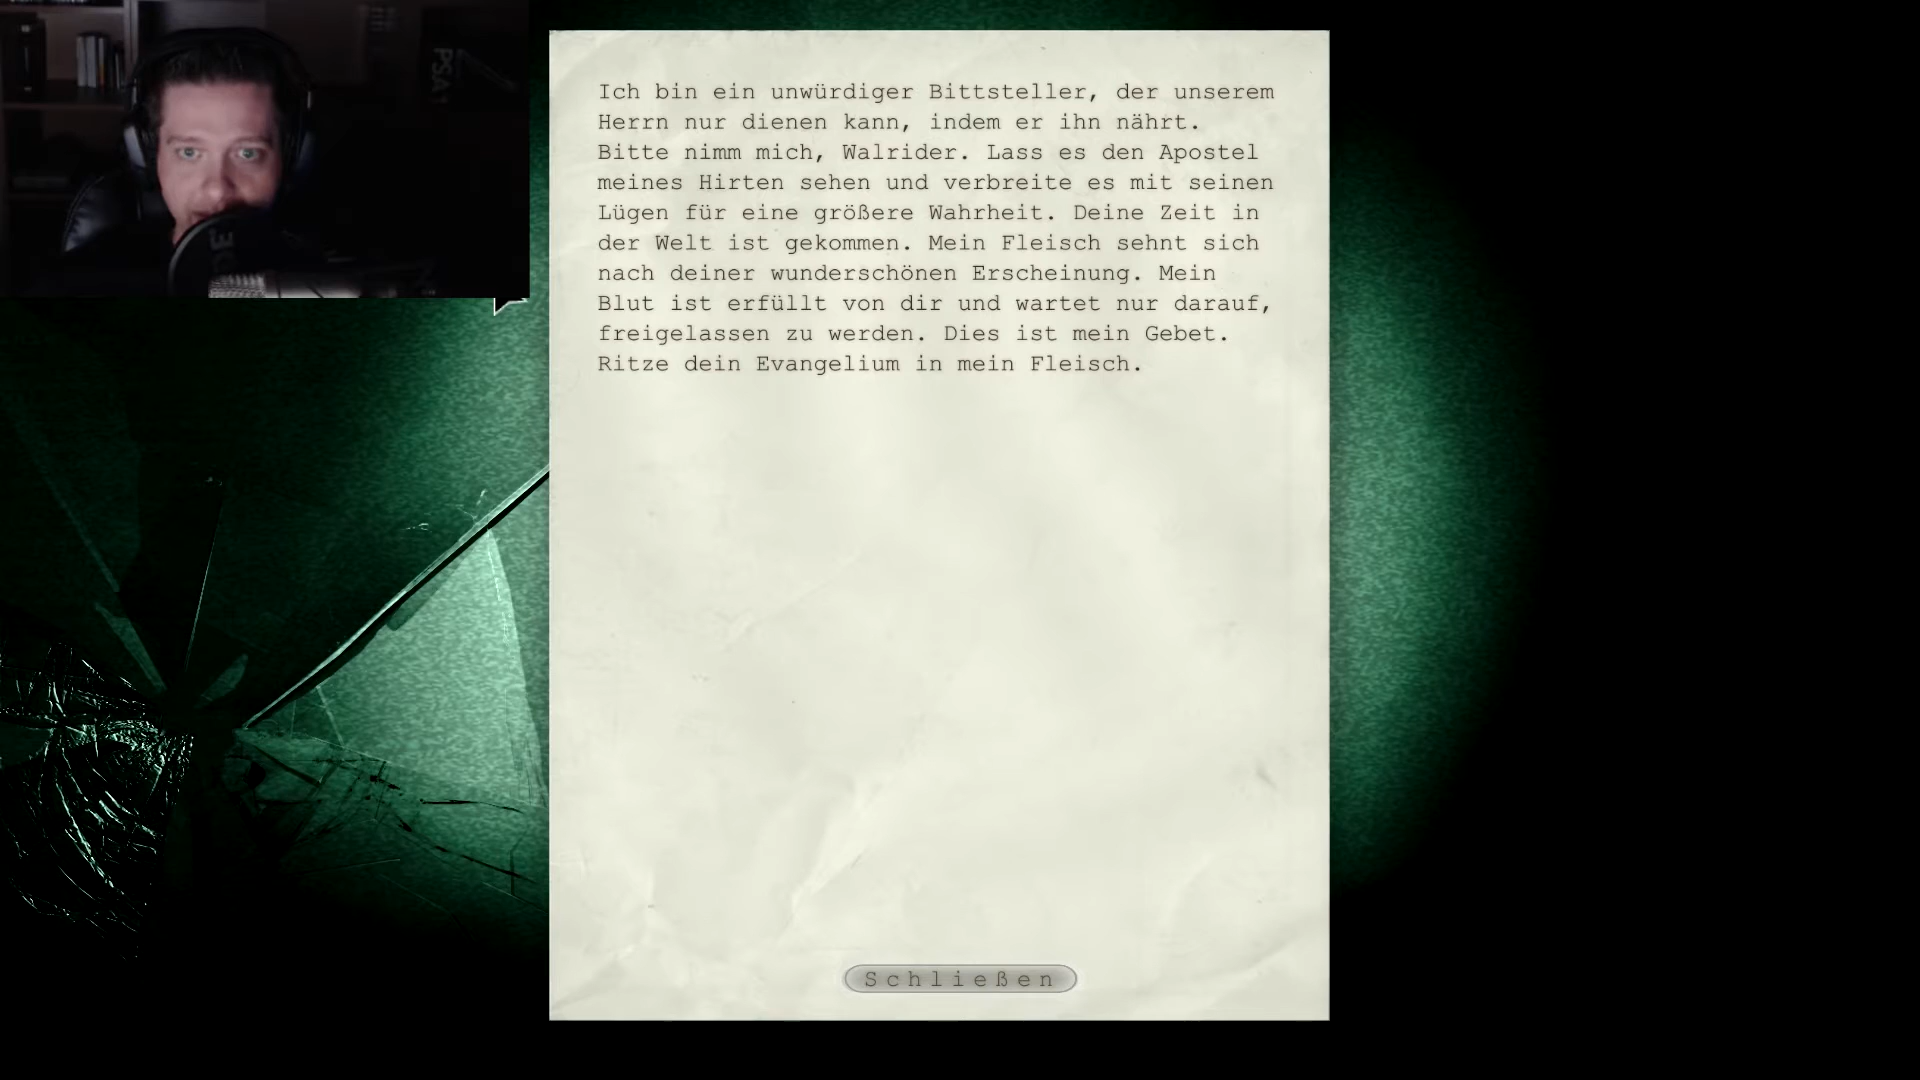 Ich bin ein unwürdiger Bittsteller, der unserem
Herrn nur dienen kann, indem er ihn nährt.
Bitte nimm mich, Walrider. Lass es den Apostel
meines Hirten sehen und verbreite es mit seinen
Lügen für eine größere Wahrheit. Deine Zeit in
der Welt ist gekommen. Mein Fleisch sehnt sich
nach deiner wunderschönen Erscheinung. Mein
Blut ist erfüllt von dir und wartet nur darauf,
freigelassen zu werden. Dies ist mein Gebet.
Ritze dein Evangelium in mein Fleisch.
Schließen